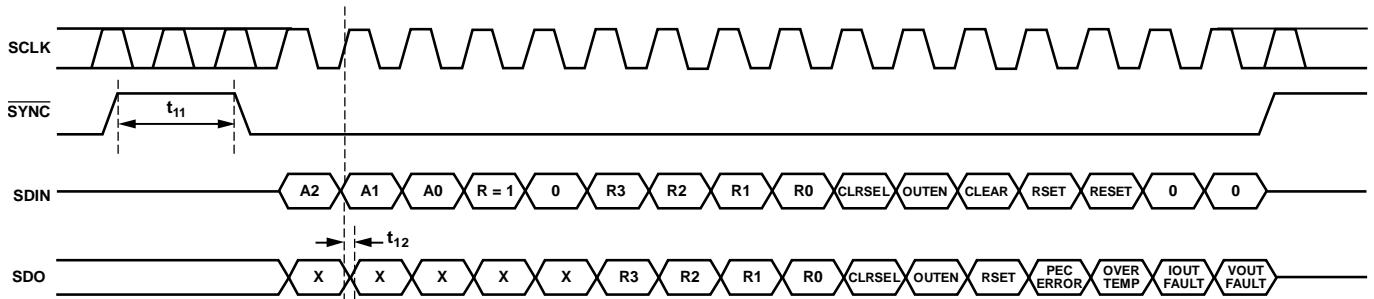 SCLK
SYNC
t11
SDIN A2 A1 A0 R = 1 0 R3 R2 R1 R0 CLRSEL OUTEN CLEAR RSET RESET 0 0
t12
SDO X X X X X R3 R2 R1 R0 CLRSEL OUTEN RSET PEC ERROR OVER TEMP IOUT FAULT VOUT FAULT